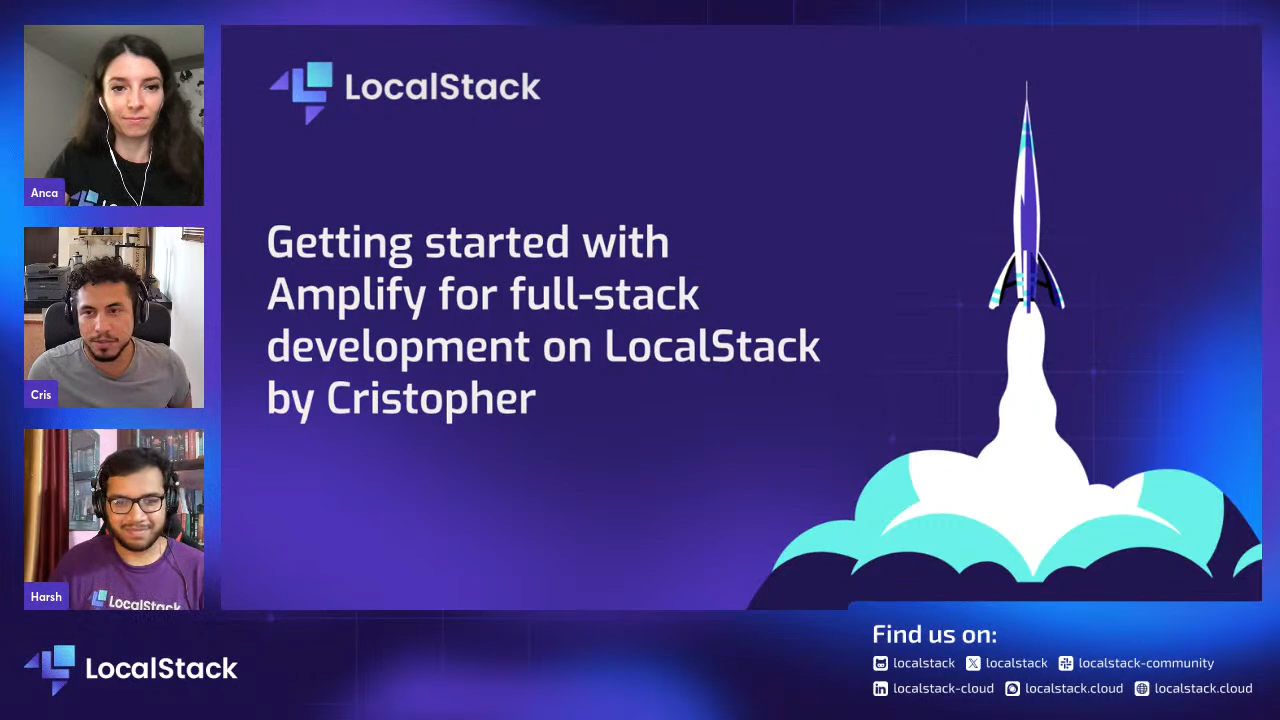 Anca
Cris
Harsh
LocalStack
Getting started with
Amplify for full-stack
development on LocalStack
by Cristopher
LocalStack
LocalStack
Find us on:
localstack
localstack
localstack-community
localstack-cloud
localstack.cloud
localstack.cloud